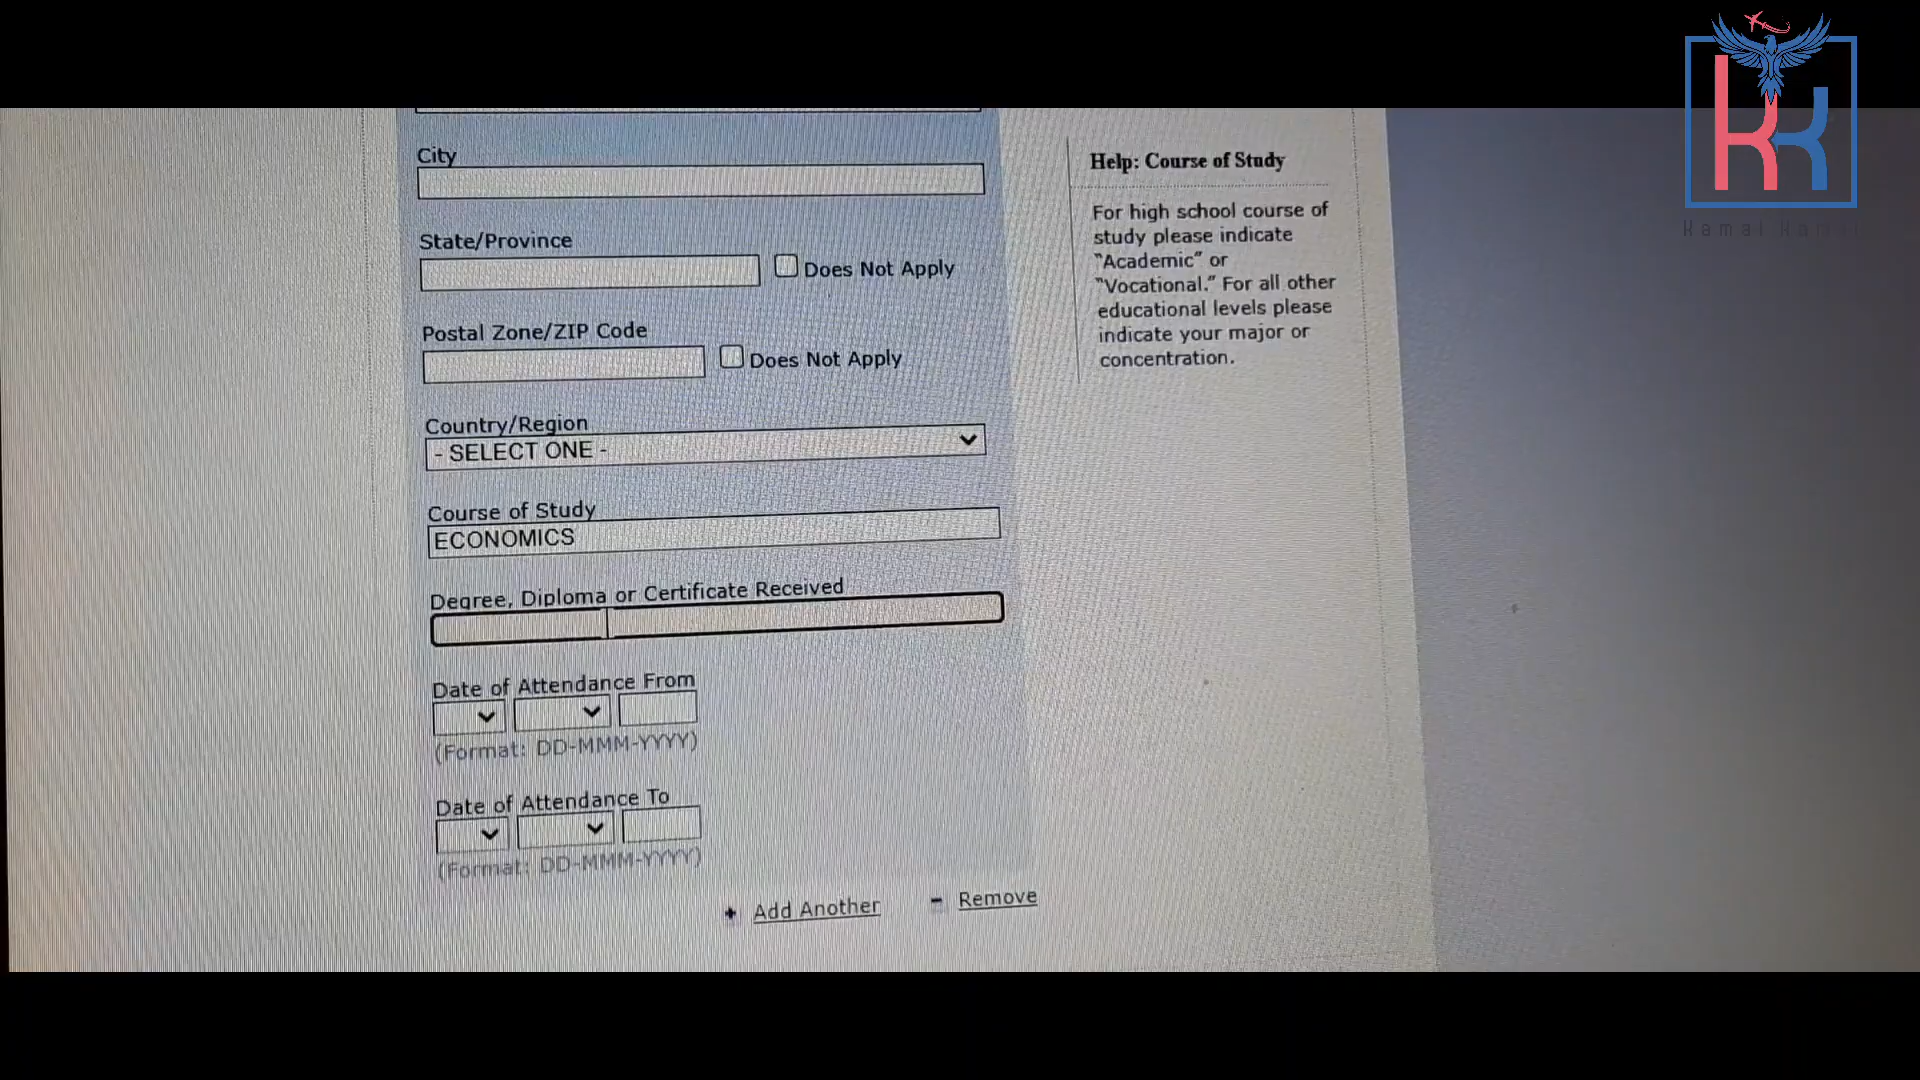 City
State/Province
Does Not Apply
Postal Zone/ZIP Code
Does Not Apply
Country/Region
- SELECT ONE -
Course of Study
ECONOMICS
Degree, Diploma or Certificate Received
Date of Attendance From
(Format: DD-MMM-YYYY)
Date of Attendance To
(Format: DD-MMM-YYYY)
+ Add Another
- Remove
Help: Course of Study
For high school course of
study please indicate
"Academic" or
"Vocational." For all other
educational levels please
indicate your major or
concentration.
KK
Kamal